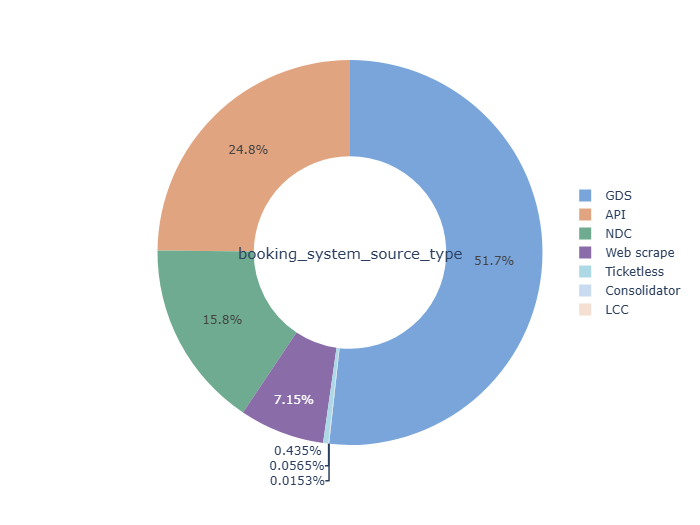 24.8%
booking_system_source_type
51.7%
15.8%
7.15%
0.435%
0.0565%
0.0153%
GDS
API
NDC
Web scrape
Ticketless
Consolidator
LCC